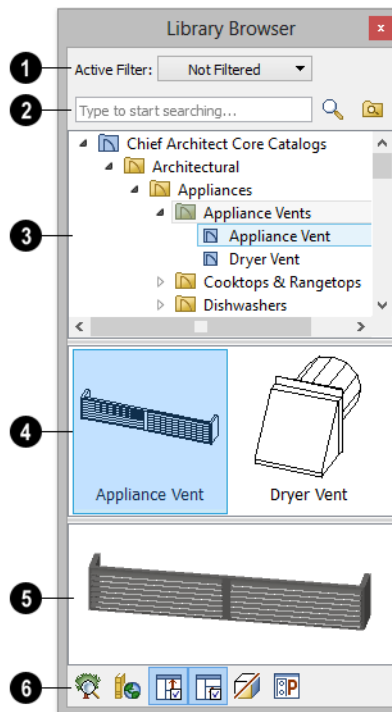 Library Browser
x
1
Active Filter: Not Filtered
2
Type to start searching...
3
Chief Architect Core Catalogs
Architectural
Appliances
Appliance Vents
Appliance Vent
Dryer Vent
Cooktops & Rangetops
Dishwashers
4
Appliance Vent
Dryer Vent
5
6
P